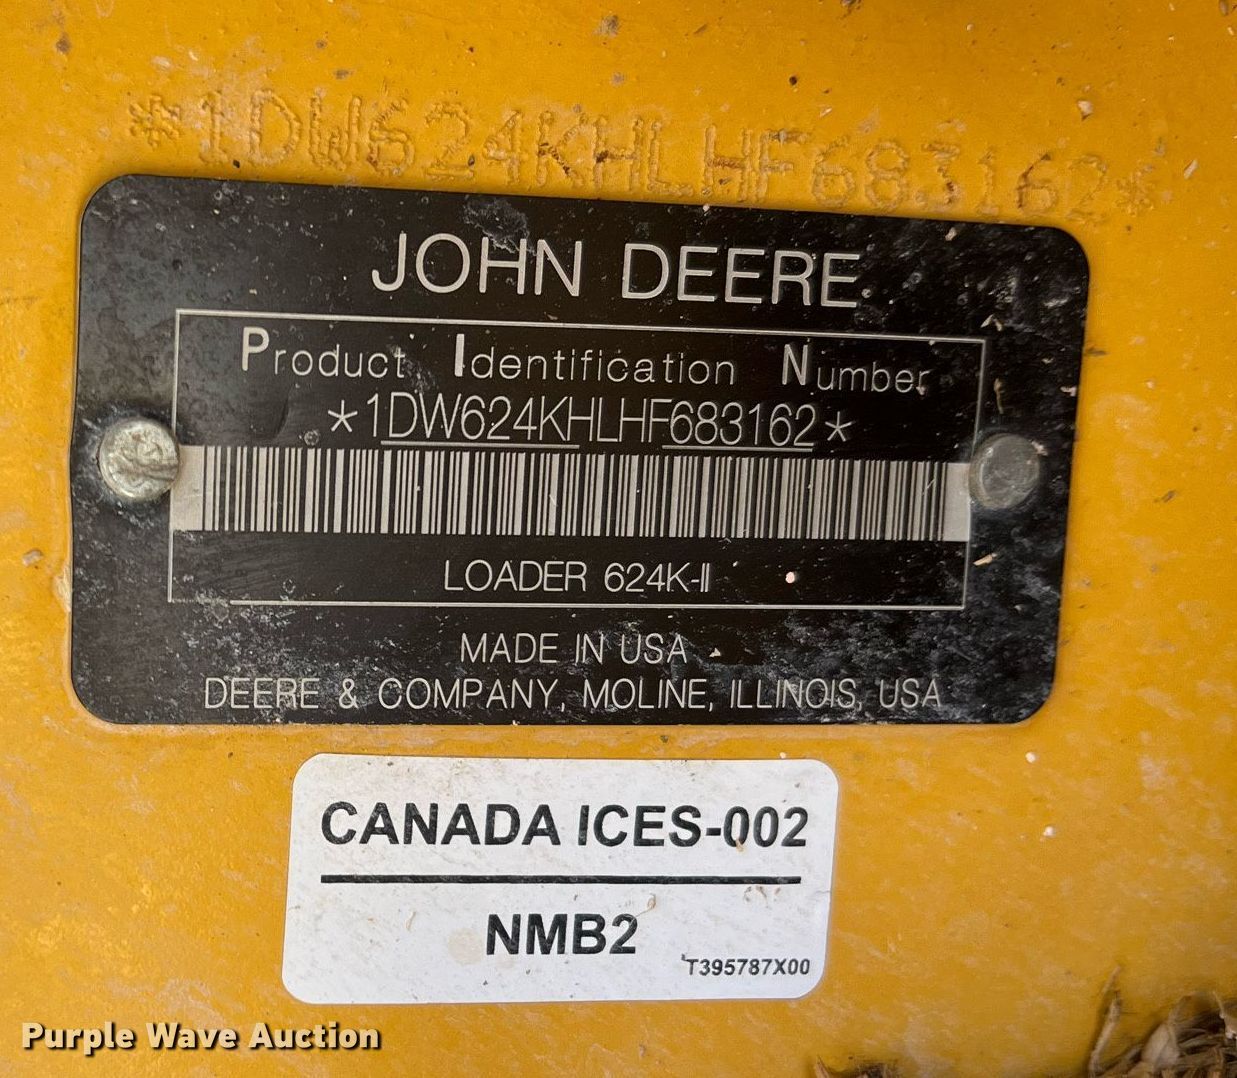 *1DW624KHLHF683162*
JOHN DEERE
Product Identification Number
*1DW624KHLHF683162*
LOADER 624K-II
MADE IN USA
DEERE & COMPANY, MOLINE, ILLINOIS, USA
CANADA ICES-002
NMB2
T395787X00
Purple Wave Auction